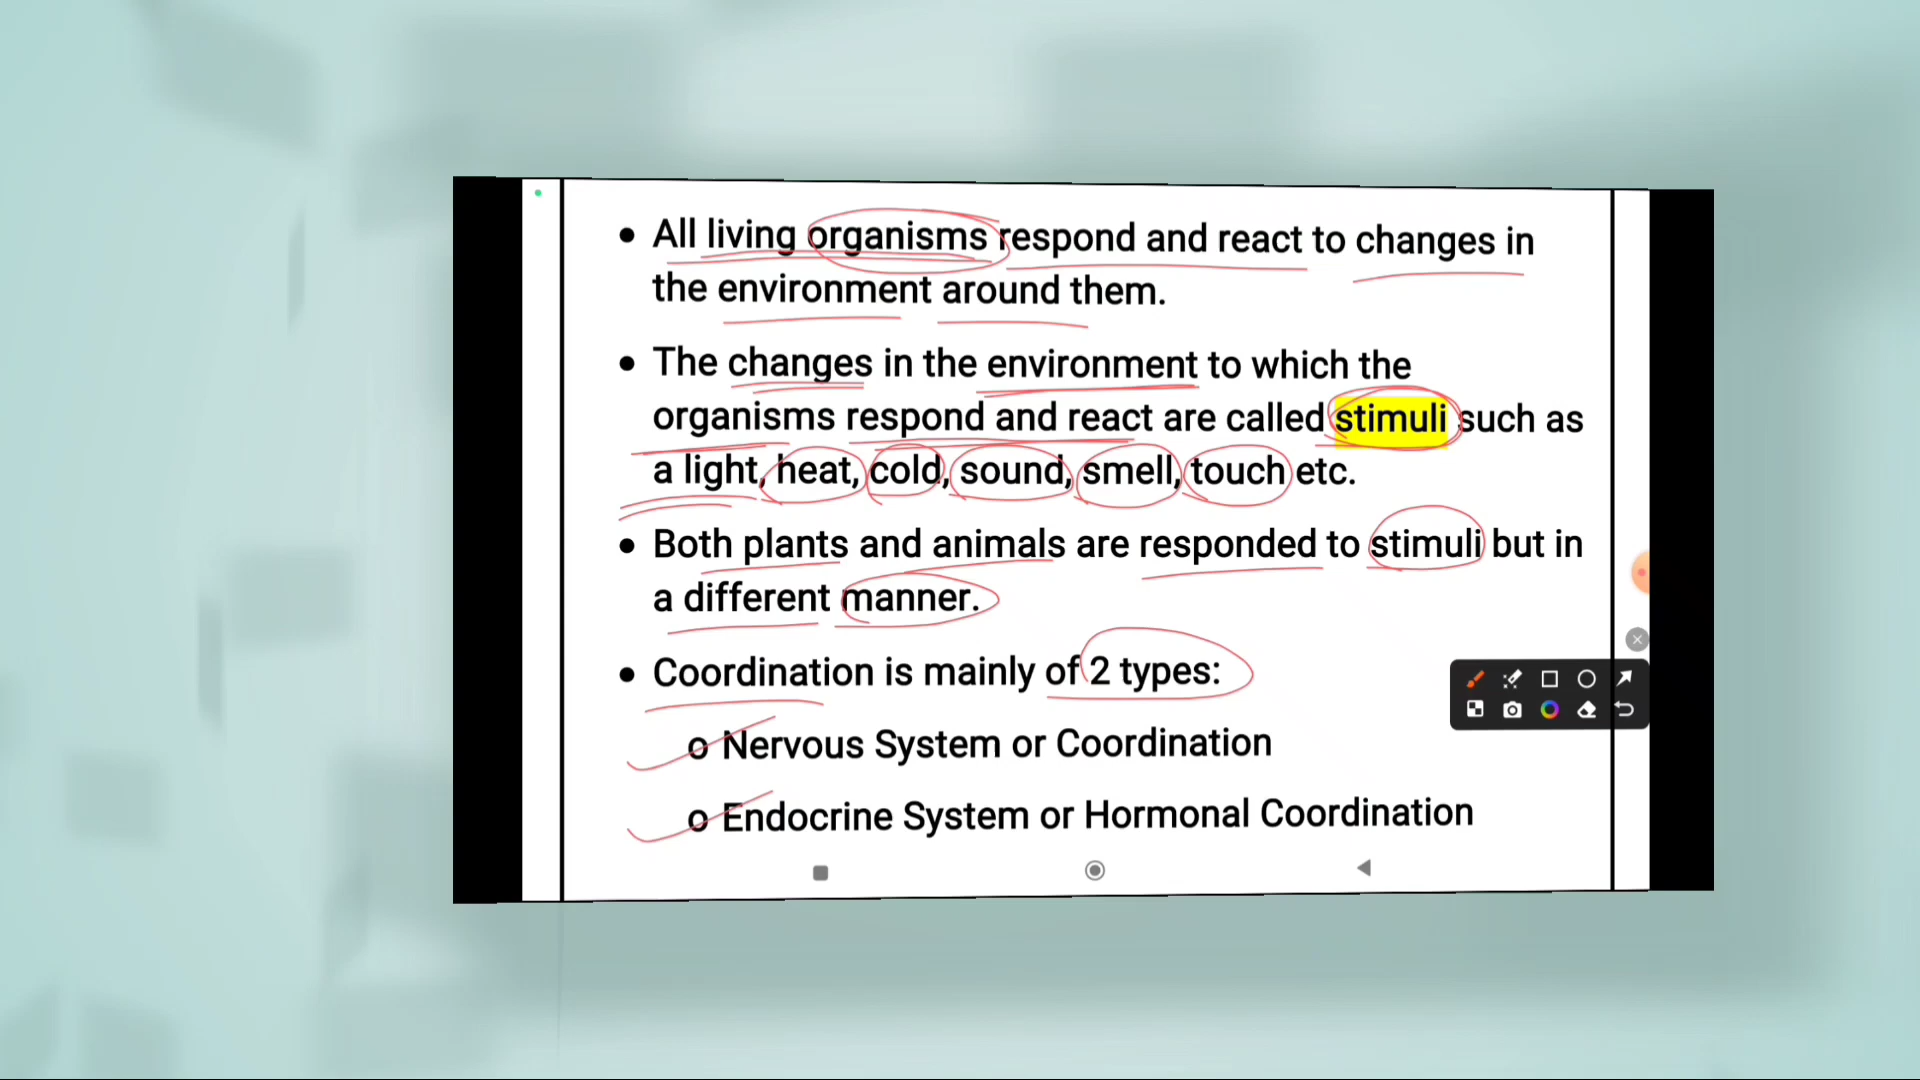 • All living organisms respond and react to changes in
the environment around them.
• The changes in the environment to which the
organisms respond and react are called stimuli such as
a light, heat, cold, sound, smell, touch etc.
• Both plants and animals are responded to stimuli but in
a different manner.
• Coordination is mainly of 2 types:
o Nervous System or Coordination
o Endocrine System or Hormonal Coordination